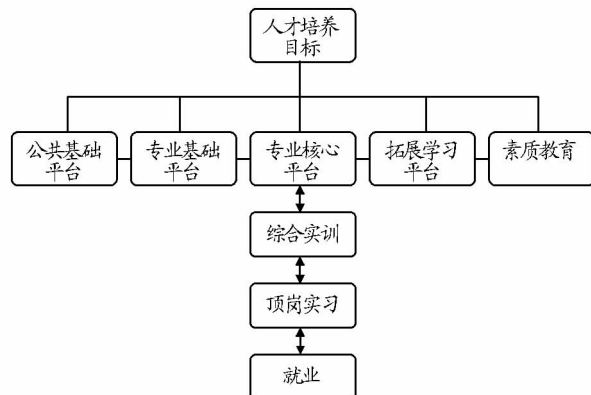 人才培养
目标
公共基础
平台
专业基础
平台
专业核心
平台
拓展学习
平台
素质教育
综合实训
顶岗实习
就业